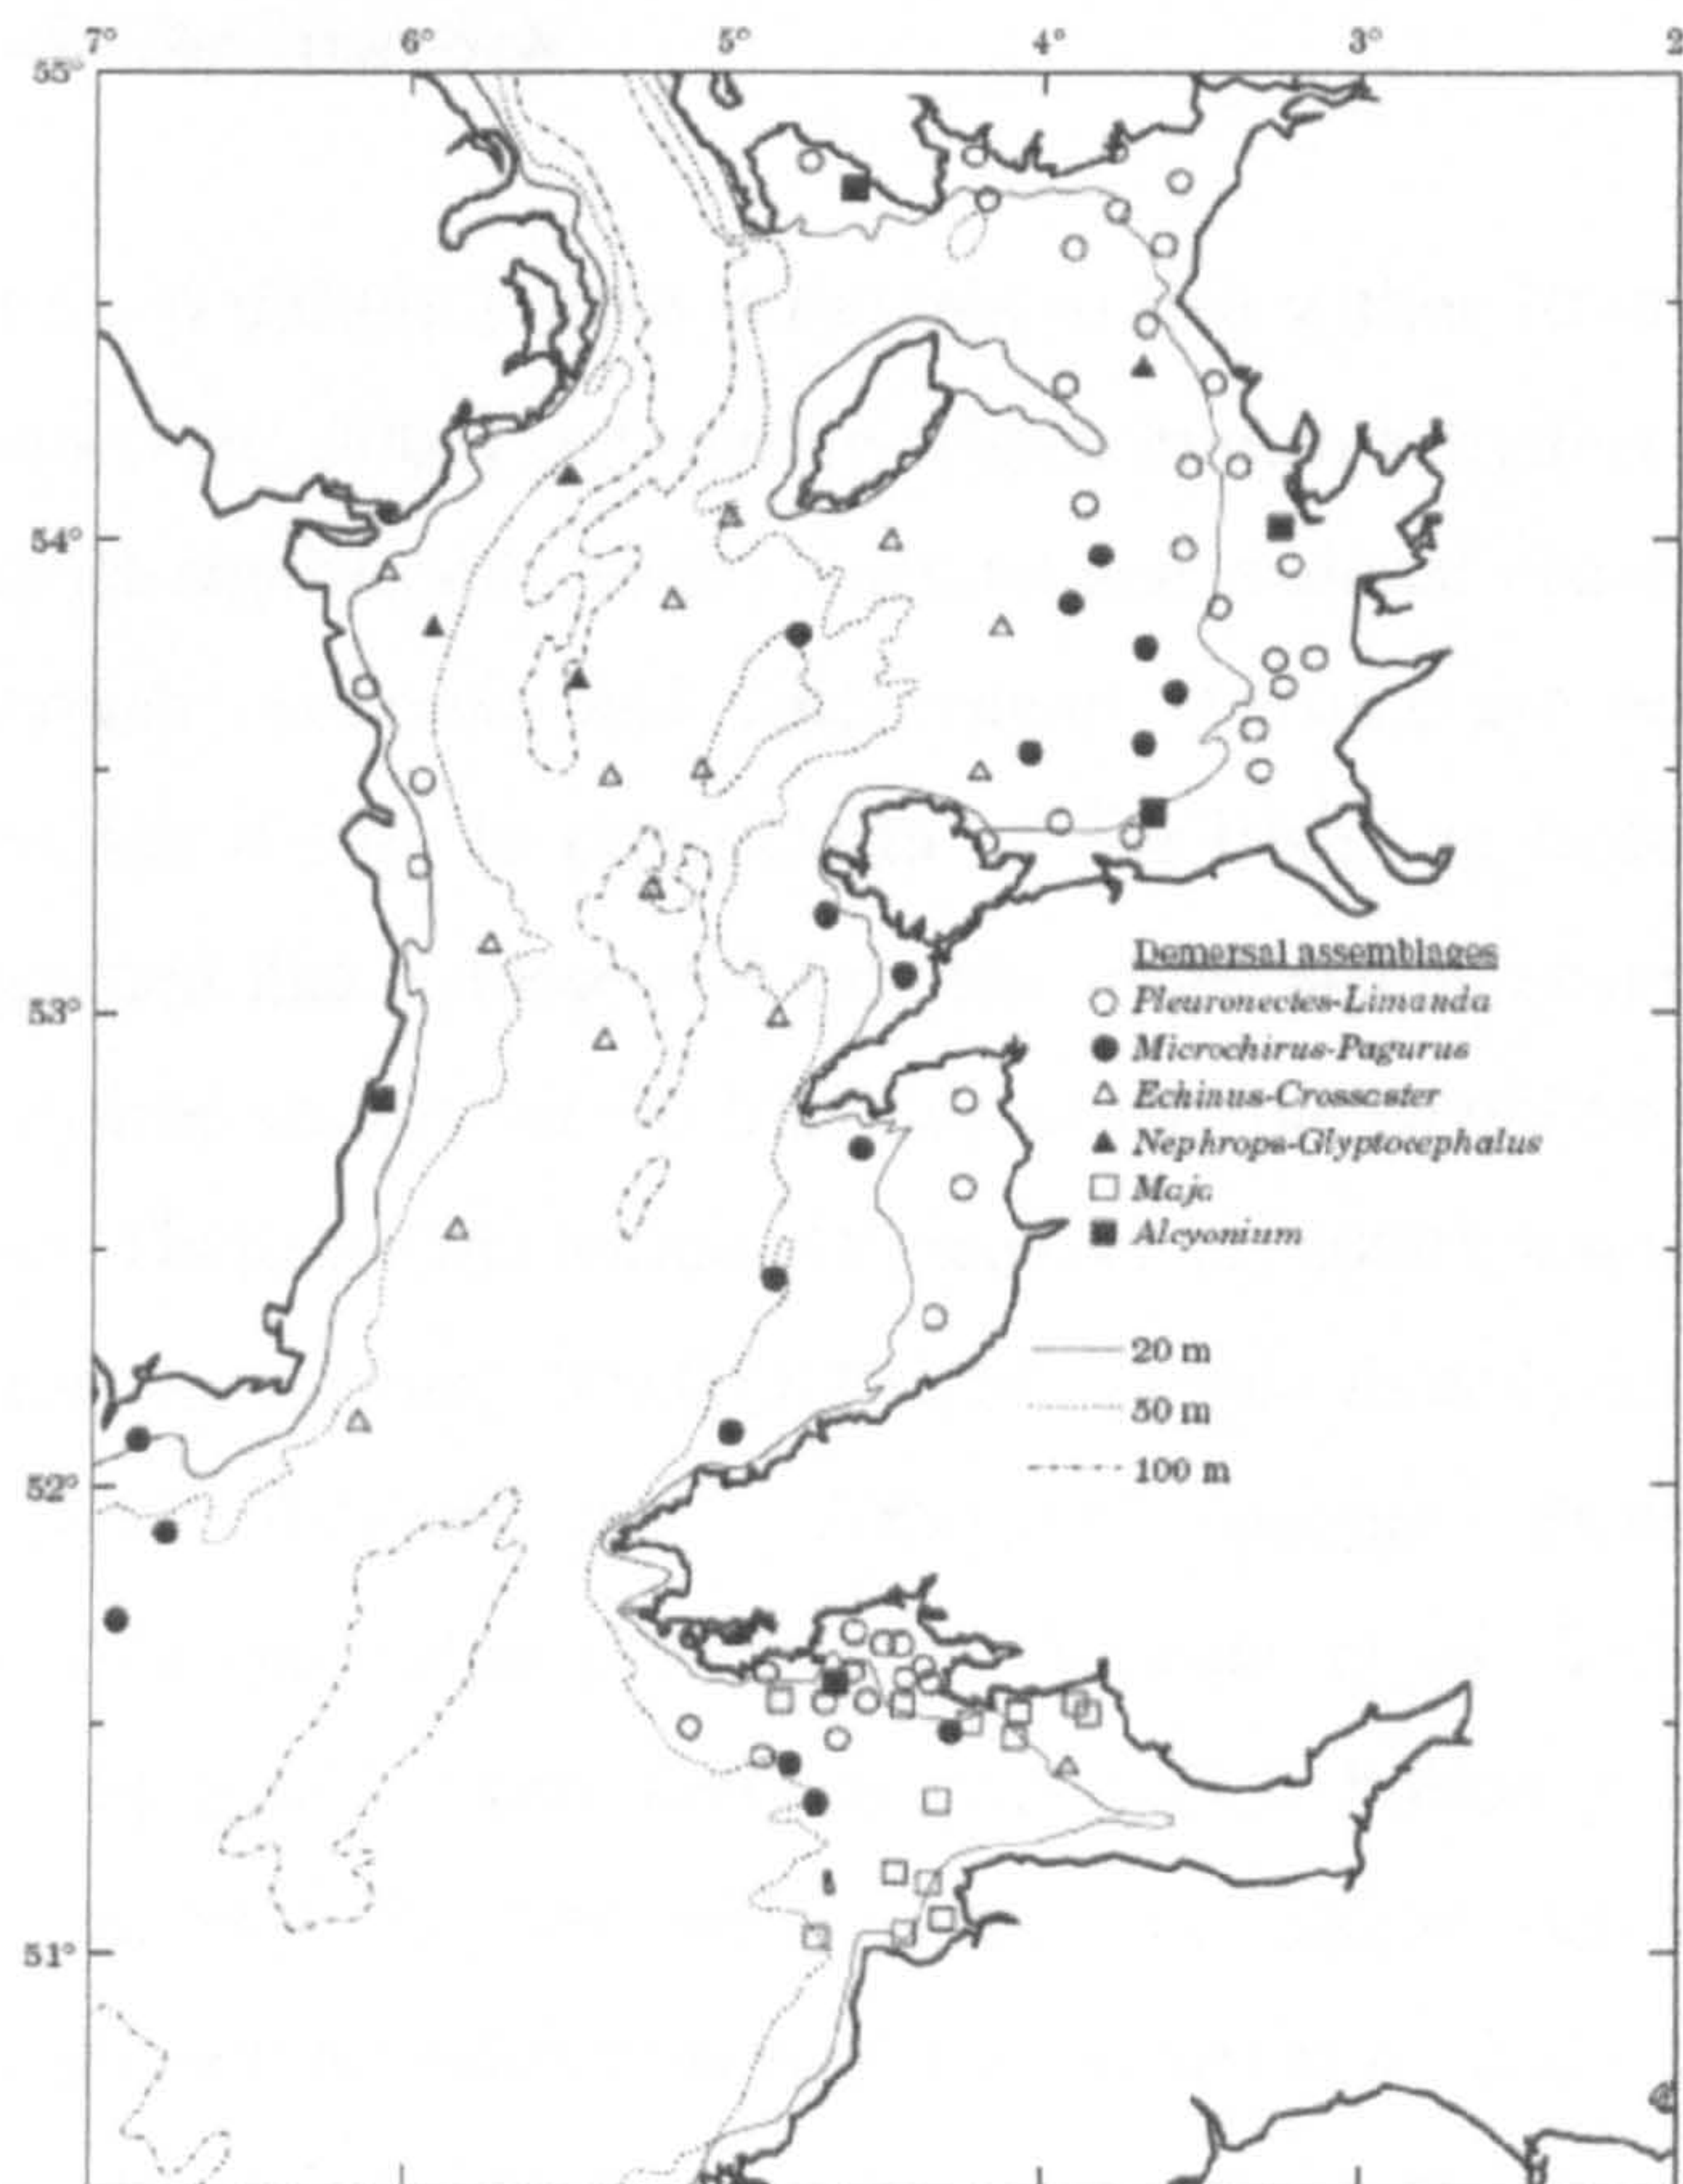 7° 6° 5° 4° 3° 2
55°
54°
53°
52°
51°
Demersal assemblages
Pleuronectes-Limanda
Microchirus-Pagurus
Echinus-Crossaster
Nephrops-Glyptocephalus
Maja
Alcyonium
20 m
50 m
100 m